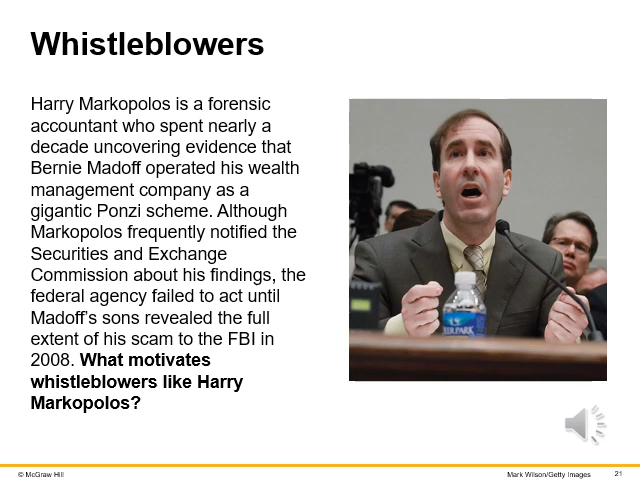 Whistleblowers
Harry Markopolos is a forensic
accountant who spent nearly a
decade uncovering evidence that
Bernie Madoff operated his wealth
management company as a
gigantic Ponzi scheme. Although
Markopolos frequently notified the
Securities and Exchange
Commission about his findings, the
federal agency failed to act until
Madoff’s sons revealed the full
extent of his scam to the FBI in
2008. What motivates
whistleblowers like Harry
Markopolos?
© McGraw Hill
Mark Wilson/Getty Images
21